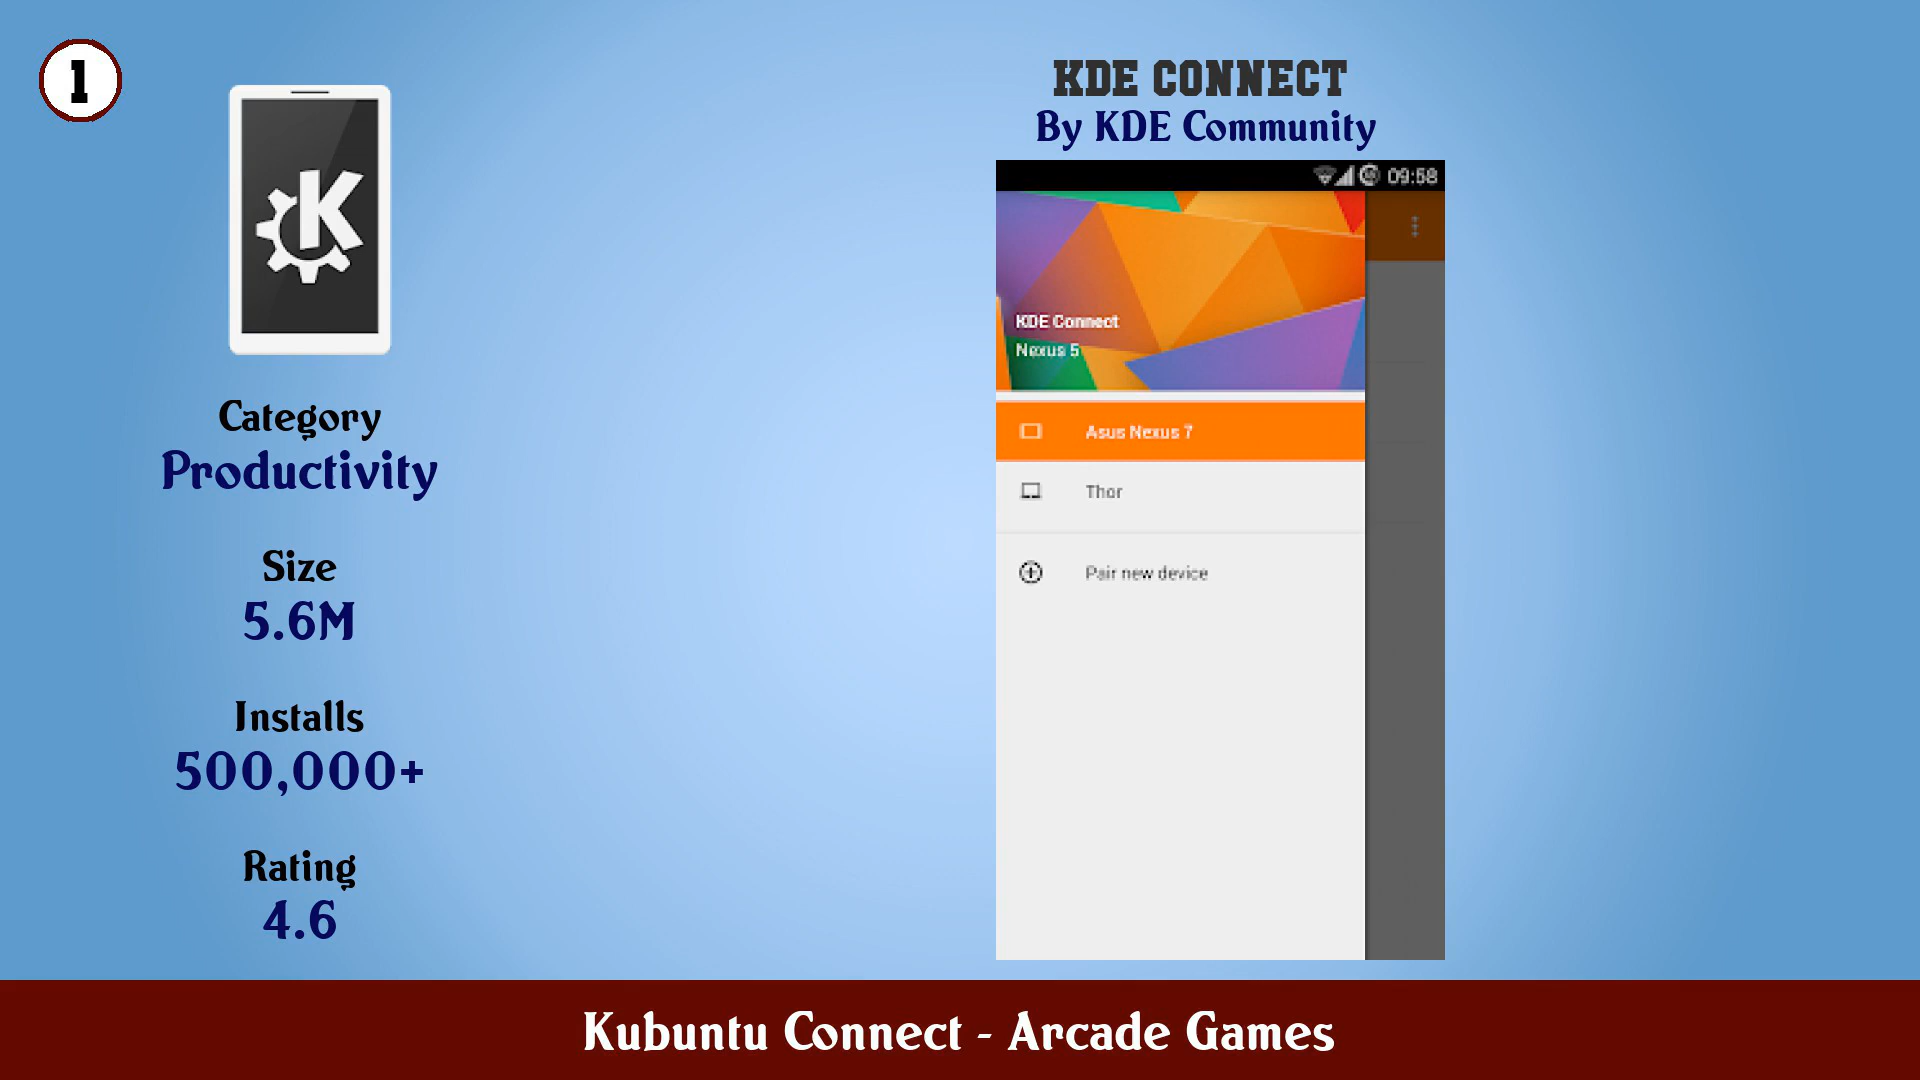 1
KDE CONNECT
By KDE Community
K
Category
Productivity
Size
5.6M
Installs
500,000+
Rating
4.6
09:58
KDE Connect
Nexus 5
Asus Nexus 7
Thor
Pair new device
Kubuntu Connect - Arcade Games